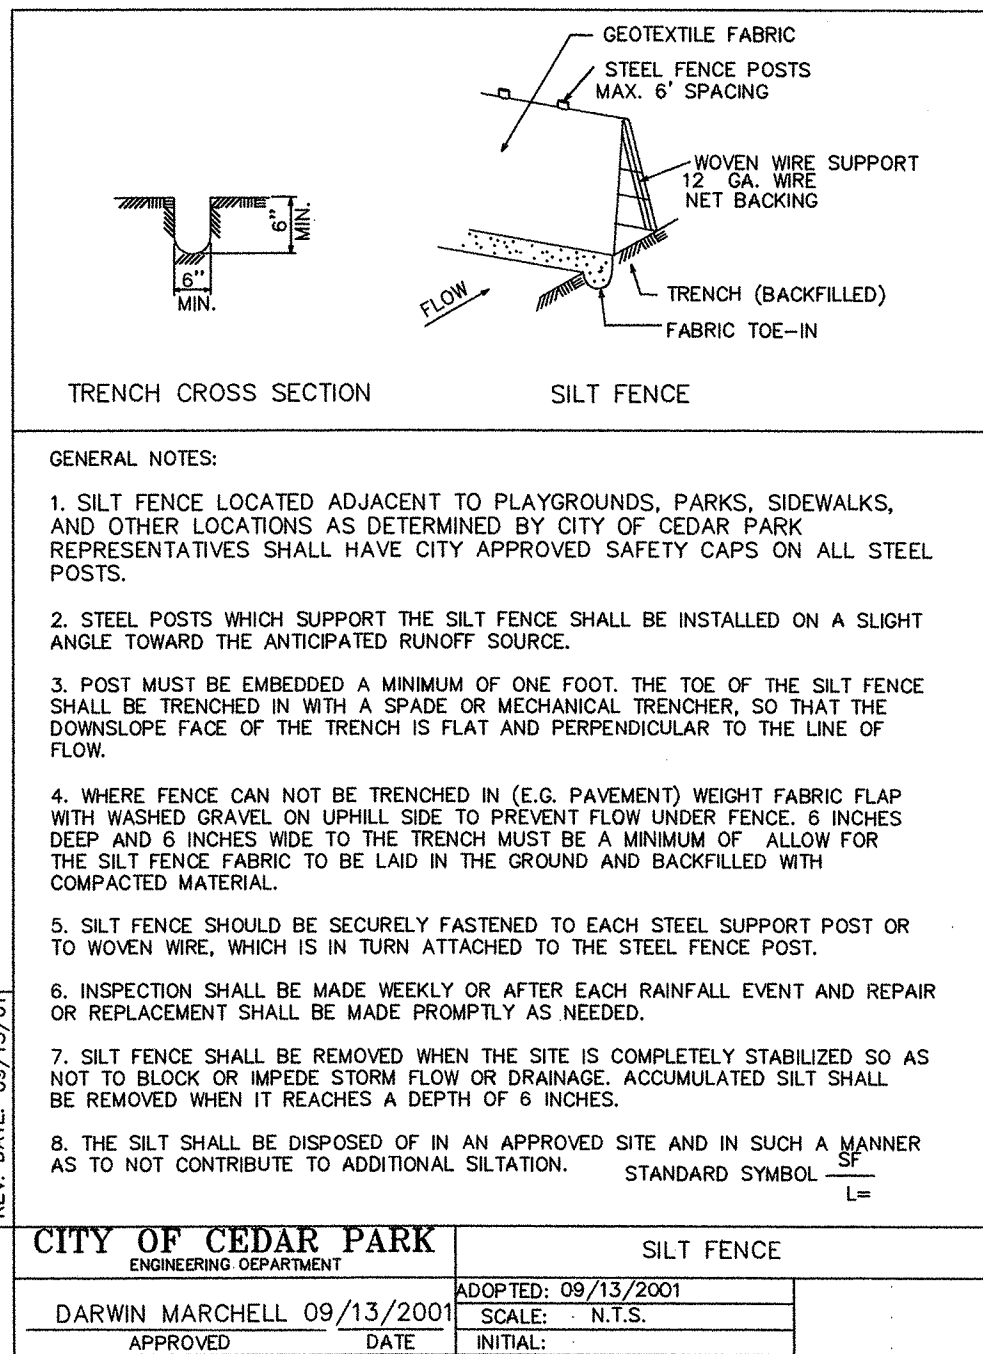 GEOTEXTILE FABRIC
STEEL FENCE POSTS
MAX. 6' SPACING
WOVEN WIRE SUPPORT
12 GA. WIRE
NET BACKING
6"
MIN.
6"
MIN.
FLOW
TRENCH (BACKFILLED)
FABRIC TOE-IN
TRENCH CROSS SECTION
SILT FENCE
GENERAL NOTES:
1. SILT FENCE LOCATED ADJACENT TO PLAYGROUNDS, PARKS, SIDEWALKS,
AND OTHER LOCATIONS AS DETERMINED BY CITY OF CEDAR PARK
REPRESENTATIVES SHALL HAVE CITY APPROVED SAFETY CAPS ON ALL STEEL
POSTS.
2. STEEL POSTS WHICH SUPPORT THE SILT FENCE SHALL BE INSTALLED ON A SLIGHT
ANGLE TOWARD THE ANTICIPATED RUNOFF SOURCE.
3. POST MUST BE EMBEDDED A MINIMUM OF ONE FOOT. THE TOE OF THE SILT FENCE
SHALL BE TRENCHED IN WITH A SPADE OR MECHANICAL TRENCHER, SO THAT THE
DOWNSLOPE FACE OF THE TRENCH IS FLAT AND PERPENDICULAR TO THE LINE OF
FLOW.
4. WHERE FENCE CAN NOT BE TRENCHED IN (E.G. PAVEMENT) WEIGHT FABRIC FLAP
WITH WASHED GRAVEL ON UPHILL SIDE TO PREVENT FLOW UNDER FENCE. 6 INCHES
DEEP AND 6 INCHES WIDE TO THE TRENCH MUST BE A MINIMUM OF ALLOW FOR
THE SILT FENCE FABRIC TO BE LAID IN THE GROUND AND BACKFILLED WITH
COMPACTED MATERIAL.
5. SILT FENCE SHOULD BE SECURELY FASTENED TO EACH STEEL SUPPORT POST OR
TO WOVEN WIRE, WHICH IS IN TURN ATTACHED TO THE STEEL FENCE POST.
6. INSPECTION SHALL BE MADE WEEKLY OR AFTER EACH RAINFALL EVENT AND REPAIR
OR REPLACEMENT SHALL BE MADE PROMPTLY AS NEEDED.
7. SILT FENCE SHALL BE REMOVED WHEN THE SITE IS COMPLETELY STABILIZED SO AS
NOT TO BLOCK OR IMPEDE STORM FLOW OR DRAINAGE. ACCUMULATED SILT SHALL
BE REMOVED WHEN IT REACHES A DEPTH OF 6 INCHES.
8. THE SILT SHALL BE DISPOSED OF IN AN APPROVED SITE AND IN SUCH A MANNER
AS TO NOT CONTRIBUTE TO ADDITIONAL SILTATION.
STANDARD SYMBOL SF
L=
CITY OF CEDAR PARK
ENGINEERING DEPARTMENT
SILT FENCE
DARWIN MARCHELL 09/13/2001
APPROVED DATE
ADOPTED: 09/13/2001
SCALE: N.T.S.
INITIAL: